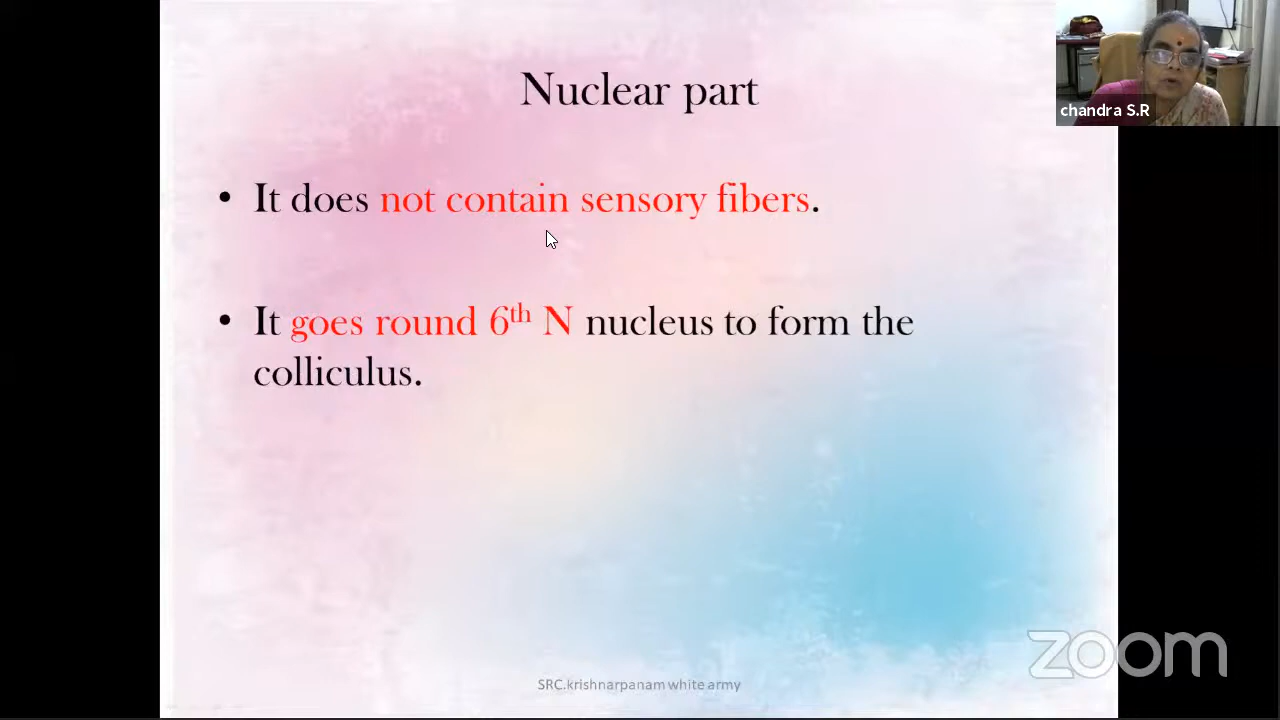 Nuclear part
chandra S.R
• It does not contain sensory fibers.
• It goes round 6th N nucleus to form the
colliculus.
zoom
SRC.krishnarpanam white army